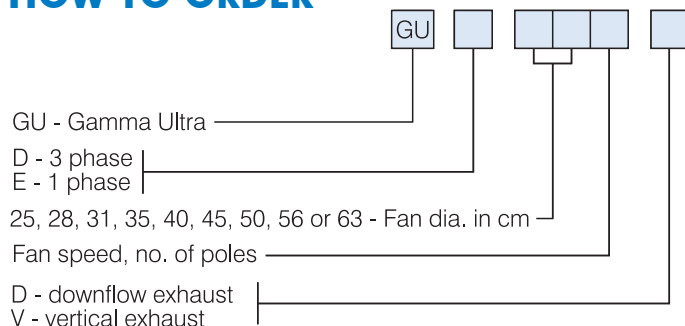 HOW TO ORDER
GU
GU - Gamma Ultra
D - 3 phase
E - 1 phase
25, 28, 31, 35, 40, 45, 50, 56 or 63 - Fan dia. in cm
Fan speed, no. of poles
D - downflow exhaust
V - vertical exhaust